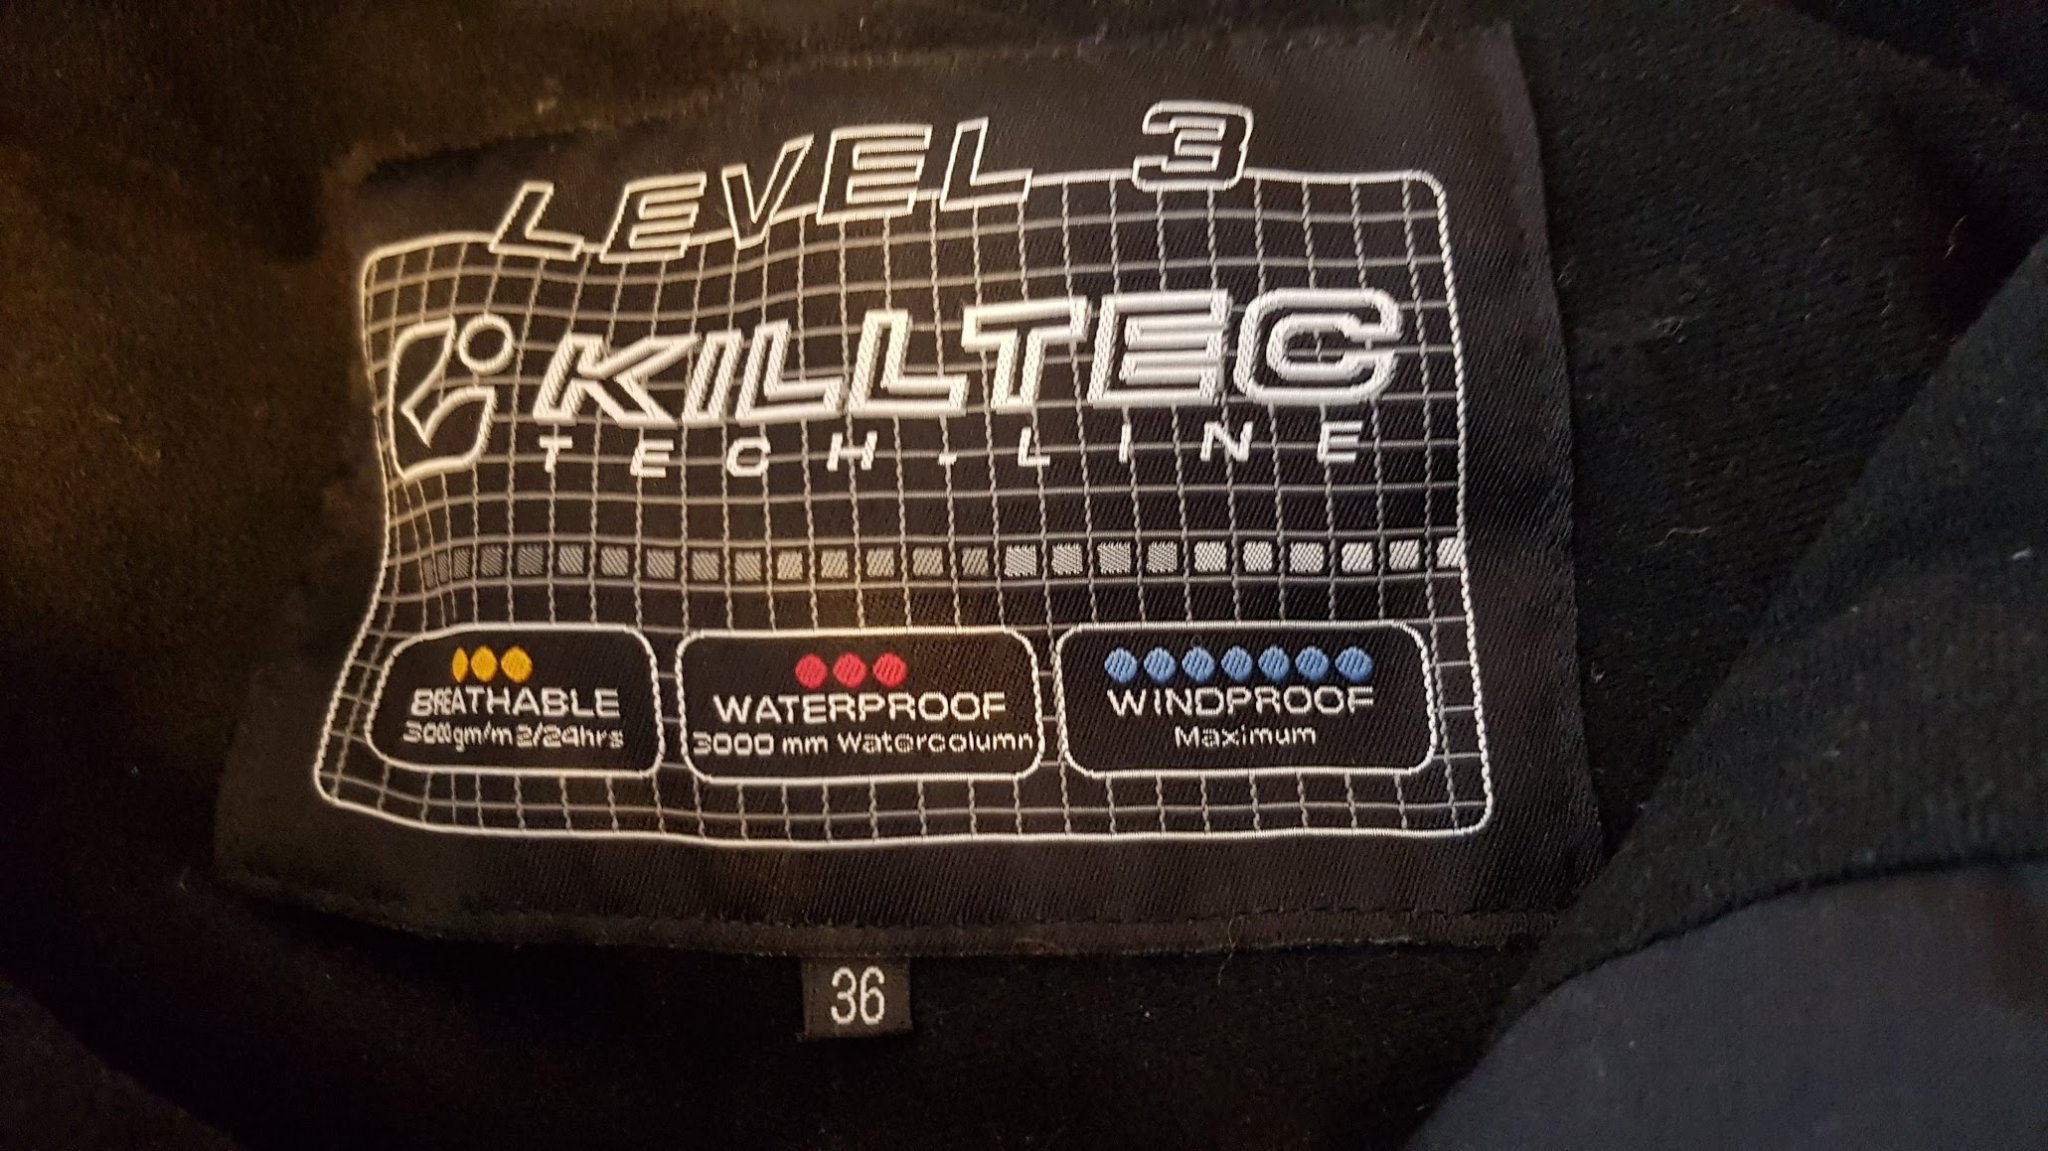 LEVEL 3
KILLTEC
TECH.LINE
BREATHABLE
3000gm/m2/24hrs
WATERPROOF
3000 mm Watercolumn
WINDPROOF
Maximum
36